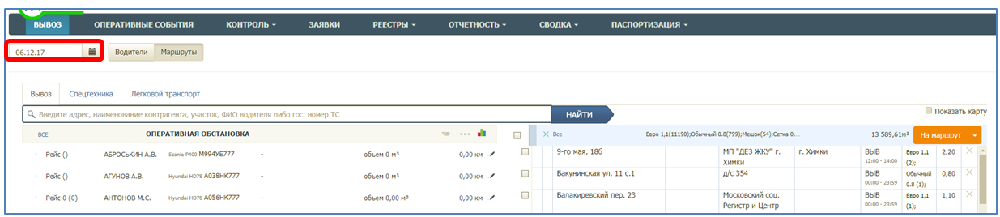 ВЫВОЗ ОПЕРАТИВНЫЕ СОБЫТИЯ КОНТРОЛЬ ЗАЯВКИ РЕЕСТРЫ ОТЧЕТНОСТЬ СВОДКА ПАСПОРТИЗАЦИЯ
06.12.17 Водители Маршруты
Вывоз Спецтехника Легковой транспорт
Введите адрес, наименование контрагента, участок, ФИО водителя либо гос. номер ТС НАЙТИ Показать карту
ВСЕ ОПЕРАТИВНАЯ ОБСТАНОВКА Все Евро 1,1(11190);Обычный 0.8(799);Мешок(54);Сетка 0,... 13 589,61м³ На маршрут
Рейс () АБРОСЬКИН А.В. Scania P400 М994УЕ777 - объем 0 м³ 0,00 км 9-го мая, 18б МП "ДЕЗ ЖКУ" г. г. Химки ВЫВ Евро 1,1 2,20
Химки 12:00 - 14:00 (2);
Рейс () АГУНОВ А.В. Hyundai HD78 А038НК777 - объем 0 м³ 0,00 км Бакунинская ул. 11 с.1 д/с 354 ВЫВ Обычный 0,80
00:00 - 23:59 0.8 (1);
Рейс 0 (0) АНТОНОВ М.С. Hyundai HD78 А056НК777 - объем 0,00 м³ 0,00 км Балакиревский пер. 23 Московский соц. ВЫВ Евро 1,1 1,10
Регистр и Центр 00:00 - 23:59 (1);